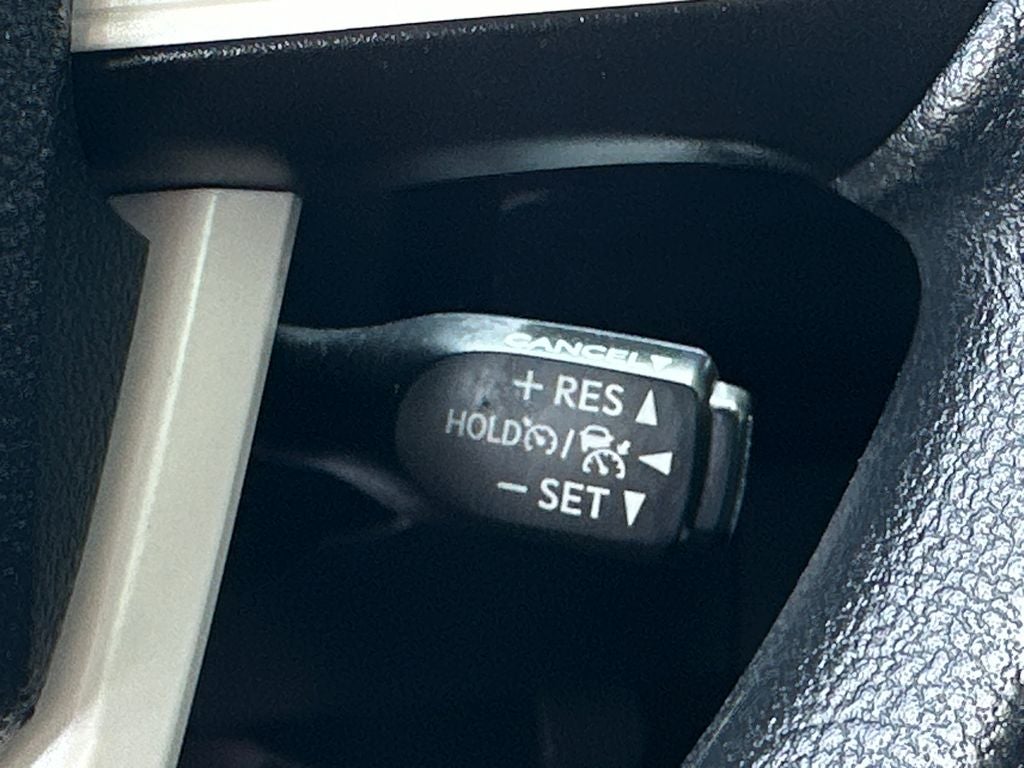 CANCEL▼
+ RES ▲
HOLD / ◀
− SET ▼